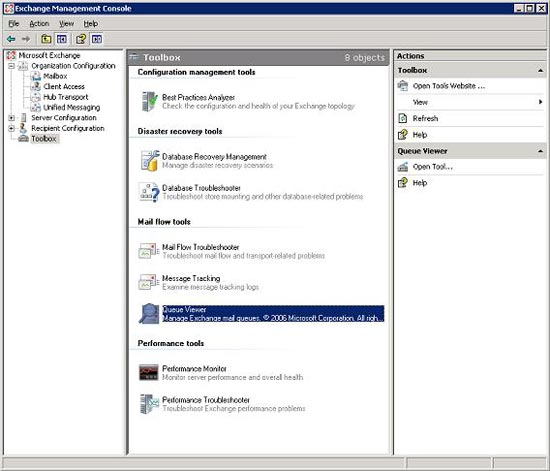 Exchange Management Console
File Action View Help
Microsoft Exchange
Organization Configuration
Mailbox
Client Access
Hub Transport
Unified Messaging
Server Configuration
Recipient Configuration
Toolbox
Toolbox 8 objects
Configuration management tools
Best Practices Analyzer
Check the configuration and health of your Exchange topology
Disaster recovery tools
Database Recovery Management
Manage disaster recovery scenarios
Database Troubleshooter
Troubleshoot store mounting and other database-related problems
Mail flow tools
Mail Flow Troubleshooter
Troubleshoot mail flow and transport-related problems
Message Tracking
Examine message tracking logs
Queue Viewer
Manage Exchange mail queues. © 2006 Microsoft Corporation. All righ...
Performance tools
Performance Monitor
Monitor server performance and overall health
Performance Troubleshooter
Troubleshoot Exchange performance problems
Actions
Toolbox
Open Tools Website ...
View
Refresh
Help
Queue Viewer
Open Tool...
Help